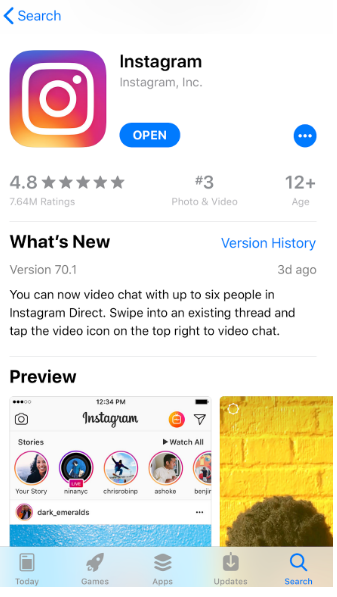 Search
Instagram
Instagram, Inc.
OPEN
4.8
#3
12+
7.64M Ratings
Photo & Video
Age
What's New
Version History
Version 70.1
3d ago
You can now video chat with up to six people in
Instagram Direct. Swipe into an existing thread and
tap the video icon on the top right to video chat.
Preview
12:34 PM
Instagram
Stories
Watch All
LIVE
Your Story
ninanyc
chrisrobinp
ashoke
benjir
dark_emeralds
Today
Games
Apps
Updates
Search